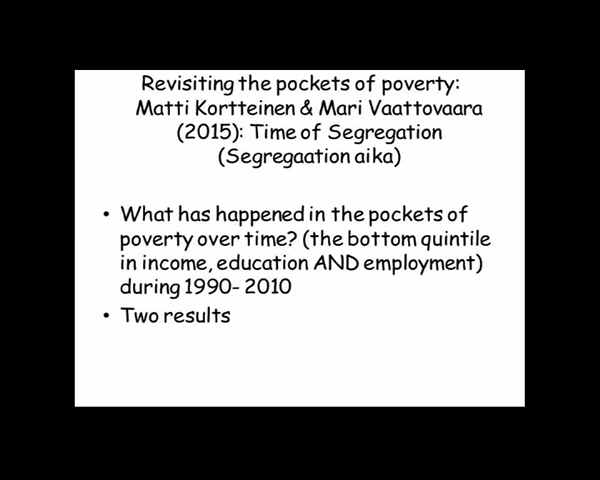 Revisiting the pockets of poverty:
Matti Kortteinen & Mari Vaattovaara
(2015): Time of Segregation
(Segregaation aika)
• What has happened in the pockets of
poverty over time? (the bottom quintile
in income, education AND employment)
during 1990- 2010
• Two results